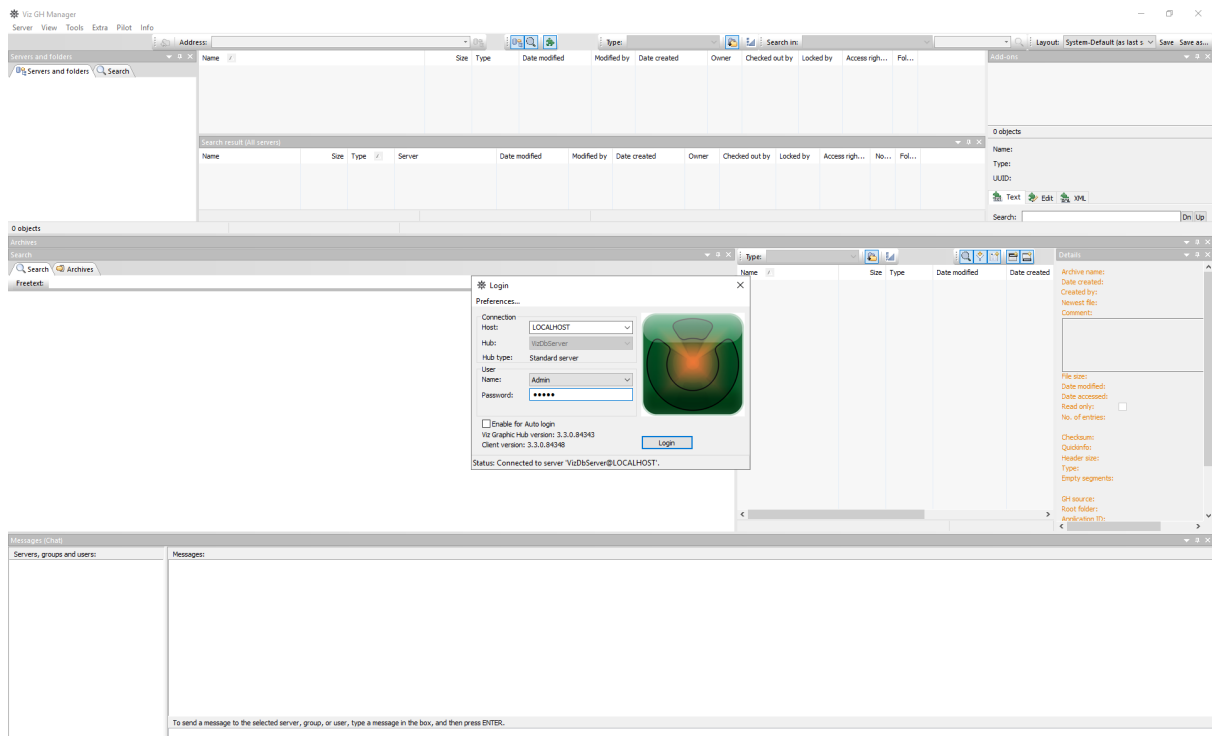 Viz GH Manager
Server View Tools Extra Pilot Info
Address: Type: Search in: Layout: System-Default (as last s Save Save as...
Servers and folders
Servers and folders Search
Name Size Type Date modified Modified by Date created Owner Checked out by Locked by Access righ... Fol...
Add-ons
0 objects
Search result (All servers)
Name Size Type Server Date modified Modified by Date created Owner Checked out by Locked by Access righ... No... Fol...
Name:
Type:
UUID:
Text Edit XML
Search: Dn Up
0 objects
Archives
Search
Search Archives
Freetext:
Type:
Name Size Type Date modified Date created
Details
Archive name:
Date created:
Created by:
Newest file:
Comment:
File size:
Date modified:
Date accessed:
Read only:
No. of entries:
Checksum:
Quickinfo:
Header size:
Type:
Empty segments:
GH source:
Root folder:
Application ID:
Login
Preferences...
Connection
Host: LOCALHOST
Hub: VizDbServer
Hub type: Standard server
User
Name: Admin
Password: •••••
Enable for Auto login
Viz Graphic Hub version: 3.3.0.84343
Client version: 3.3.0.84348
Login
Status: Connected to server 'VizDbServer@LOCALHOST'.
Messages (Chat)
Servers, groups and users: Messages:
To send a message to the selected server, group, or user, type a message in the box, and then press ENTER.